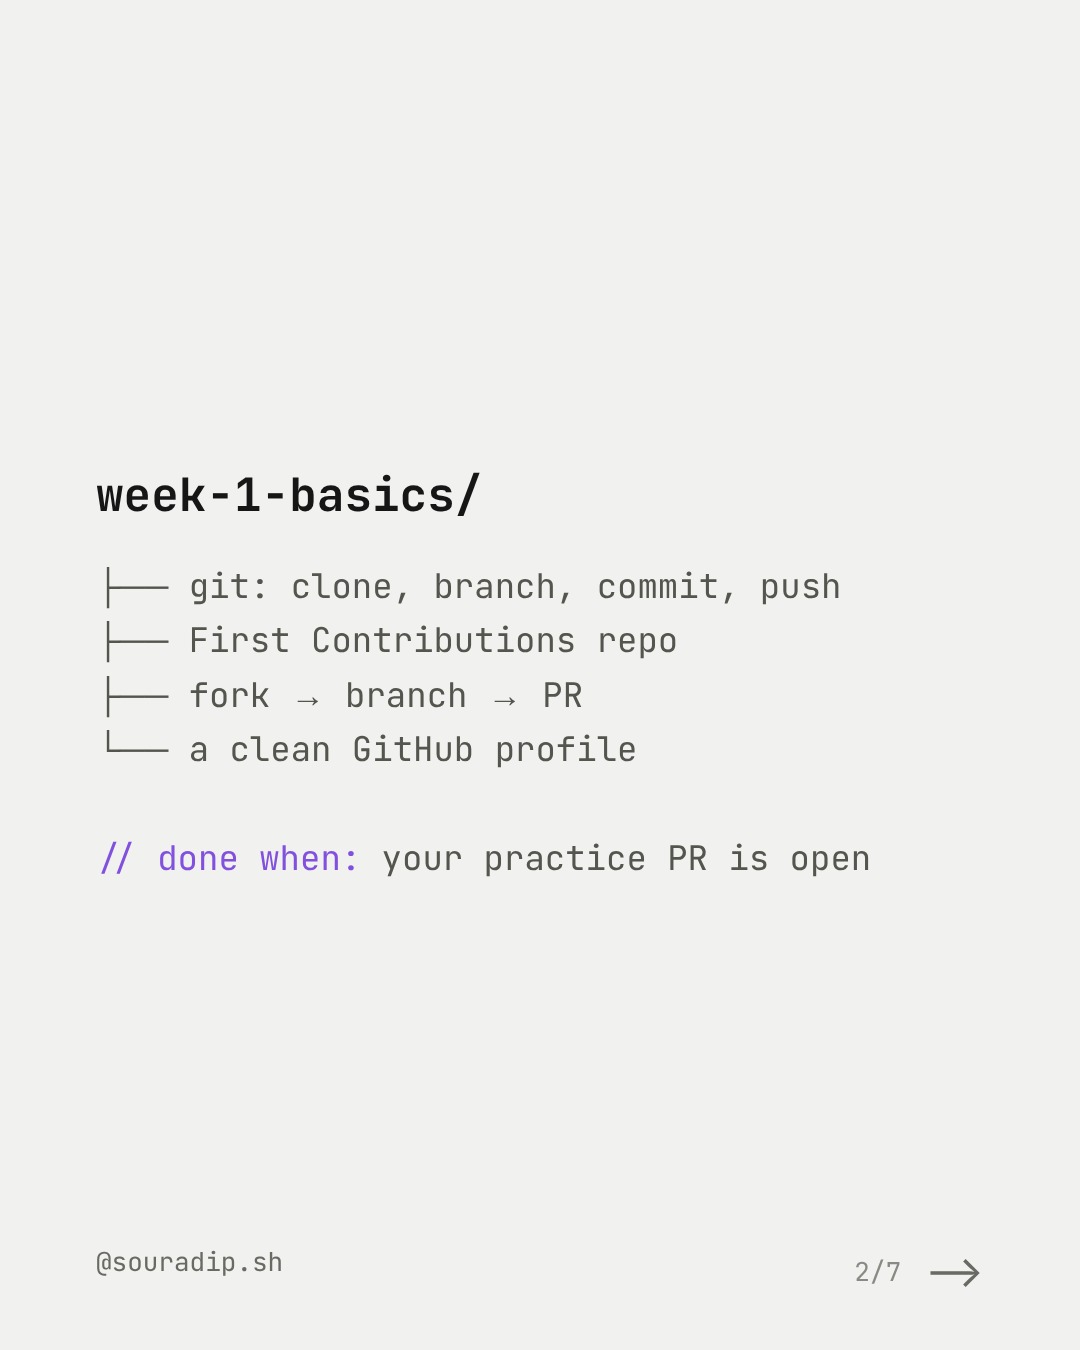 week-1-basics/
├── git: clone, branch, commit, push
├── First Contributions repo
├── fork → branch → PR
└── a clean GitHub profile
// done when: your practice PR is open
@souradip.sh
2/7 →